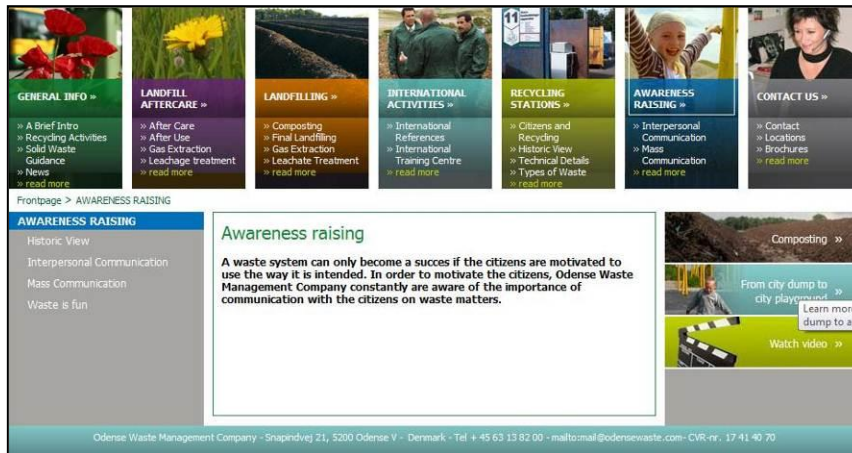 GENERAL INFO »
» A Brief Intro
» Recycling Activities
» Solid Waste
Guidance
» News
» read more
LANDFILL
AFTERCARE »
» After Care
» After Use
» Gas Extraction
» Leachage treatment
» read more
LANDFILLING »
» Composting
» Final Landfilling
» Gas Extraction
» Leachate Treatment
» read more
INTERNATIONAL
ACTIVITIES »
» International
References
» International
Training Centre
» read more
11
RECYCLING
STATIONS »
» Citizens and
Recycling
» Historic View
» Technical Details
» Types of Waste
» read more
AWARENESS
RAISING »
» Interpersonal
Communication
» Mass
Communication
» read more
CONTACT US »
» Contact
» Locations
» Brochures
» read more
Frontpage > AWARENESS RAISING
AWARENESS RAISING
Historic View
Interpersonal Communication
Mass Communication
Waste is fun
Awareness raising
A waste system can only become a succes if the citizens are motivated to
use the way it is intended. In order to motivate the citizens, Odense Waste
Management Company constantly are aware of the importance of
communication with the citizens on waste matters.
Composting »
From city dump to
city playground »
Learn more
dump to a
Watch video »
Odense Waste Management Company - Snapindvej 21, 5200 Odense V - Denmark - Tel + 45 63 13 82 00 - mailto:mail@odensewaste.com- CVR-nr. 17 41 40 70